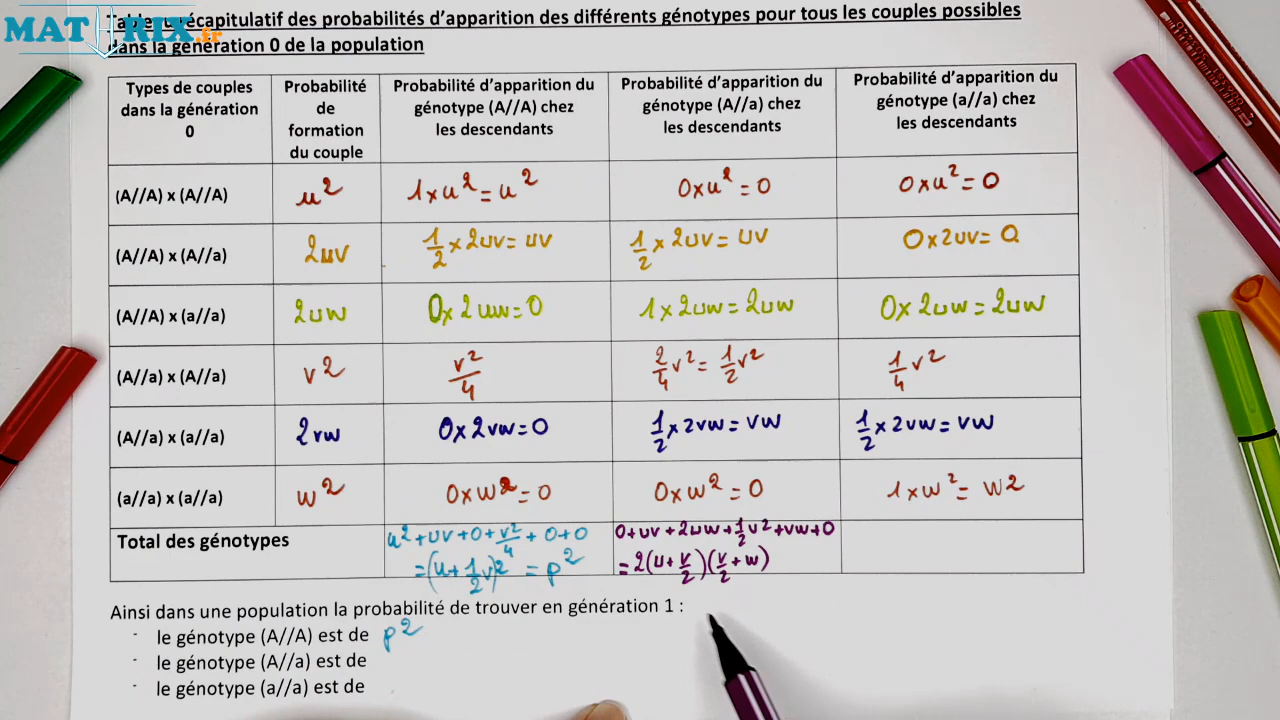 Tableau récapitulatif des probabilités d'apparition des différents génotypes pour tous les couples possibles
dans la génération 0 de la population
MATHRIX.fr
Types de couples dans la génération 0
Probabilité de formation du couple
Probabilité d'apparition du génotype (A//A) chez les descendants
Probabilité d'apparition du génotype (A//a) chez les descendants
Probabilité d'apparition du génotype (a//a) chez les descendants
(A//A) x (A//A) u² 1×u²=u² 0×u²=0 0×u²=0
(A//A) x (A//a) 2uv 1/2 × 2uv = uv 1/2 × 2uv = uv 0×2uv=0
(A//A) x (a//a) 2uw 0×2uw=0 1×2uw=2uw 0×2uw=2uw
(A//a) x (A//a) v² v²/4 2/4 v² = 1/2 v² 1/4 v²
(A//a) x (a//a) 2vw 0×2vw=0 1/2 × 2vw = vw 1/2 × 2vw = vw
(a//a) x (a//a) w² 0×w²=0 0×w²=0 1×w²=w²
Total des génotypes
u²+uv+0+v²/4+0+0
=(u+1/2v)² = p²
0+uv+2uw+1/2v²+vw+0
=2(u+v/2)(v/2+w)
Ainsi dans une population la probabilité de trouver en génération 1 :
- le génotype (A//A) est de p²
- le génotype (A//a) est de
- le génotype (a//a) est de